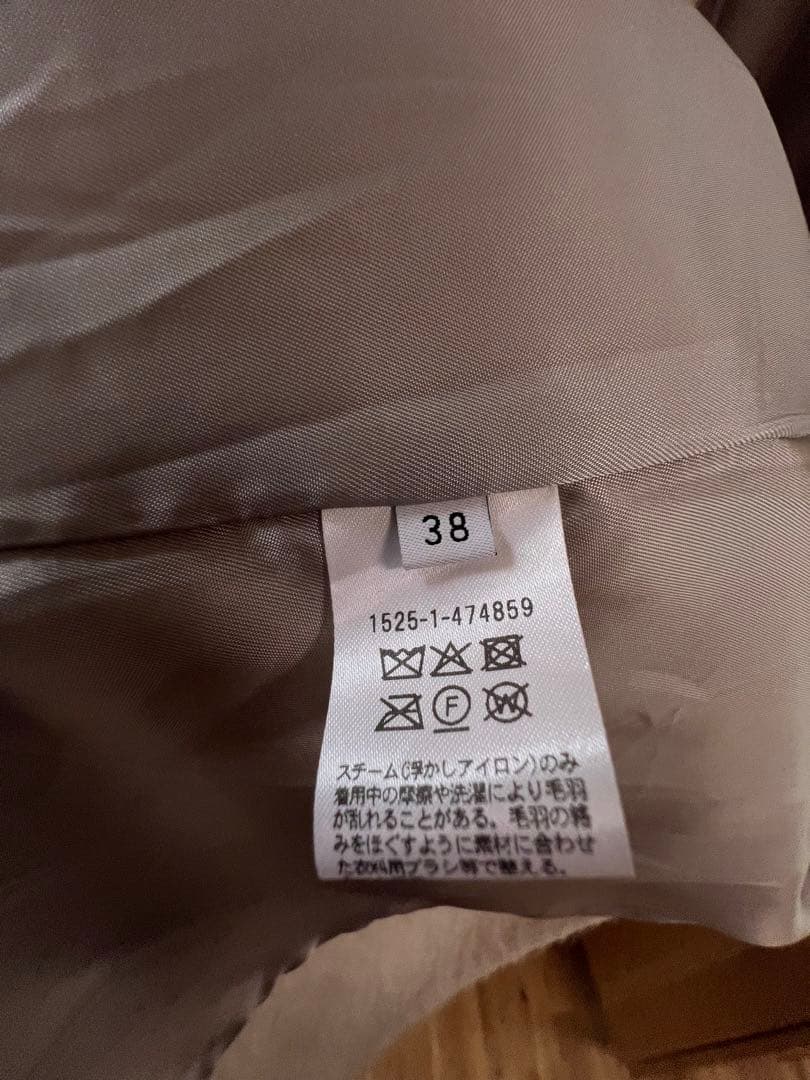 38
1525-1-474859
F
W
スチーム(浮かしアイロン)のみ
着用中の摩擦や洗濯により毛羽
が乱れることがある。毛羽の絡
みをほぐすように素材に合わせ
た衣料用ブラシ等で整える。